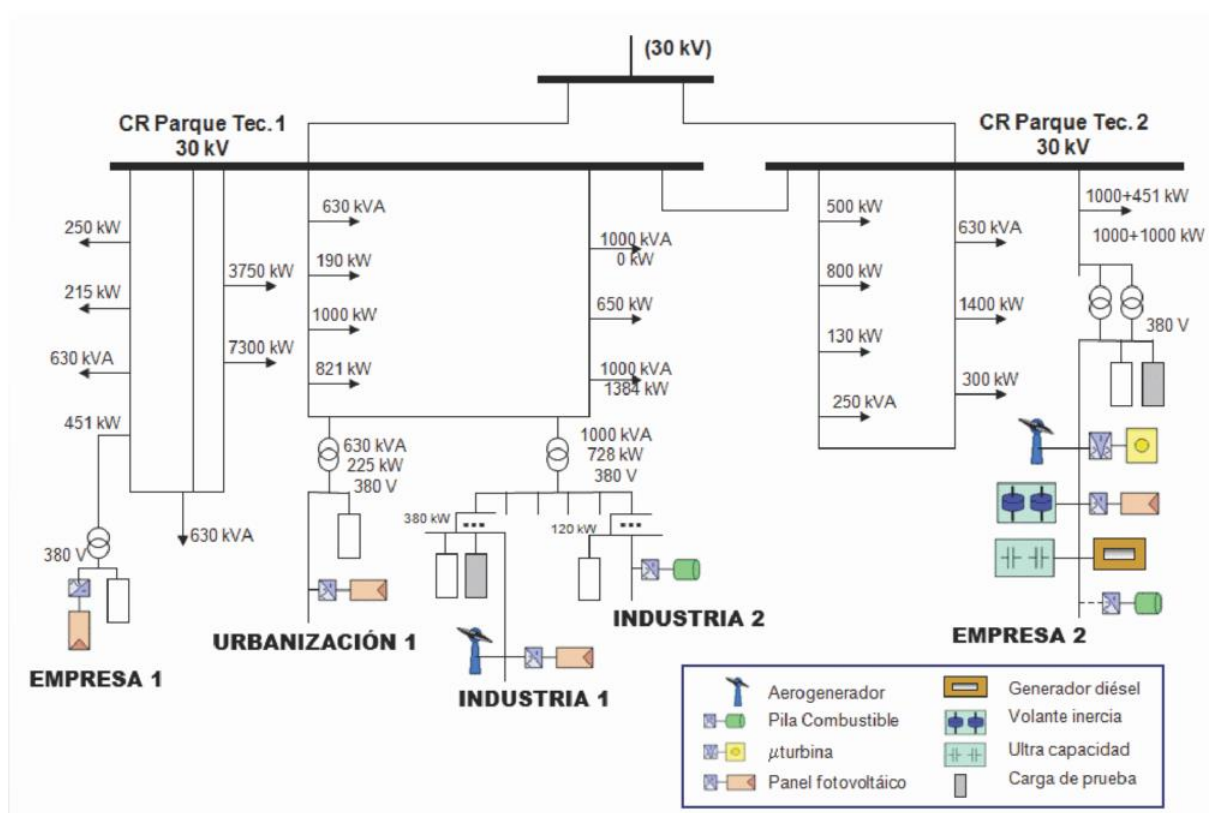 (30 kV)
CR Parque Tec. 1
30 kV
CR Parque Tec. 2
30 kV
250 kW
215 kW
630 kVA
451 kW
3750 kW
7300 kW
630 kVA
380 V
EMPRESA 1
630 kVA
190 kW
1000 kW
821 kW
1000 kVA
0 kW
650 kW
1000 kVA
1384 kW
630 kVA
225 kW
380 V
URBANIZACIÓN 1
1000 kVA
728 kW
380 V
380 kW
120 kW
INDUSTRIA 1
INDUSTRIA 2
500 kW
800 kW
130 kW
250 kVA
630 kVA
1400 kW
300 kW
1000+451 kW
1000+1000 kW
380 V
EMPRESA 2
Aerogenerador
Pila Combustible
μturbina
Panel fotovoltáico
Generador diésel
Volante inercia
Ultra capacidad
Carga de prueba